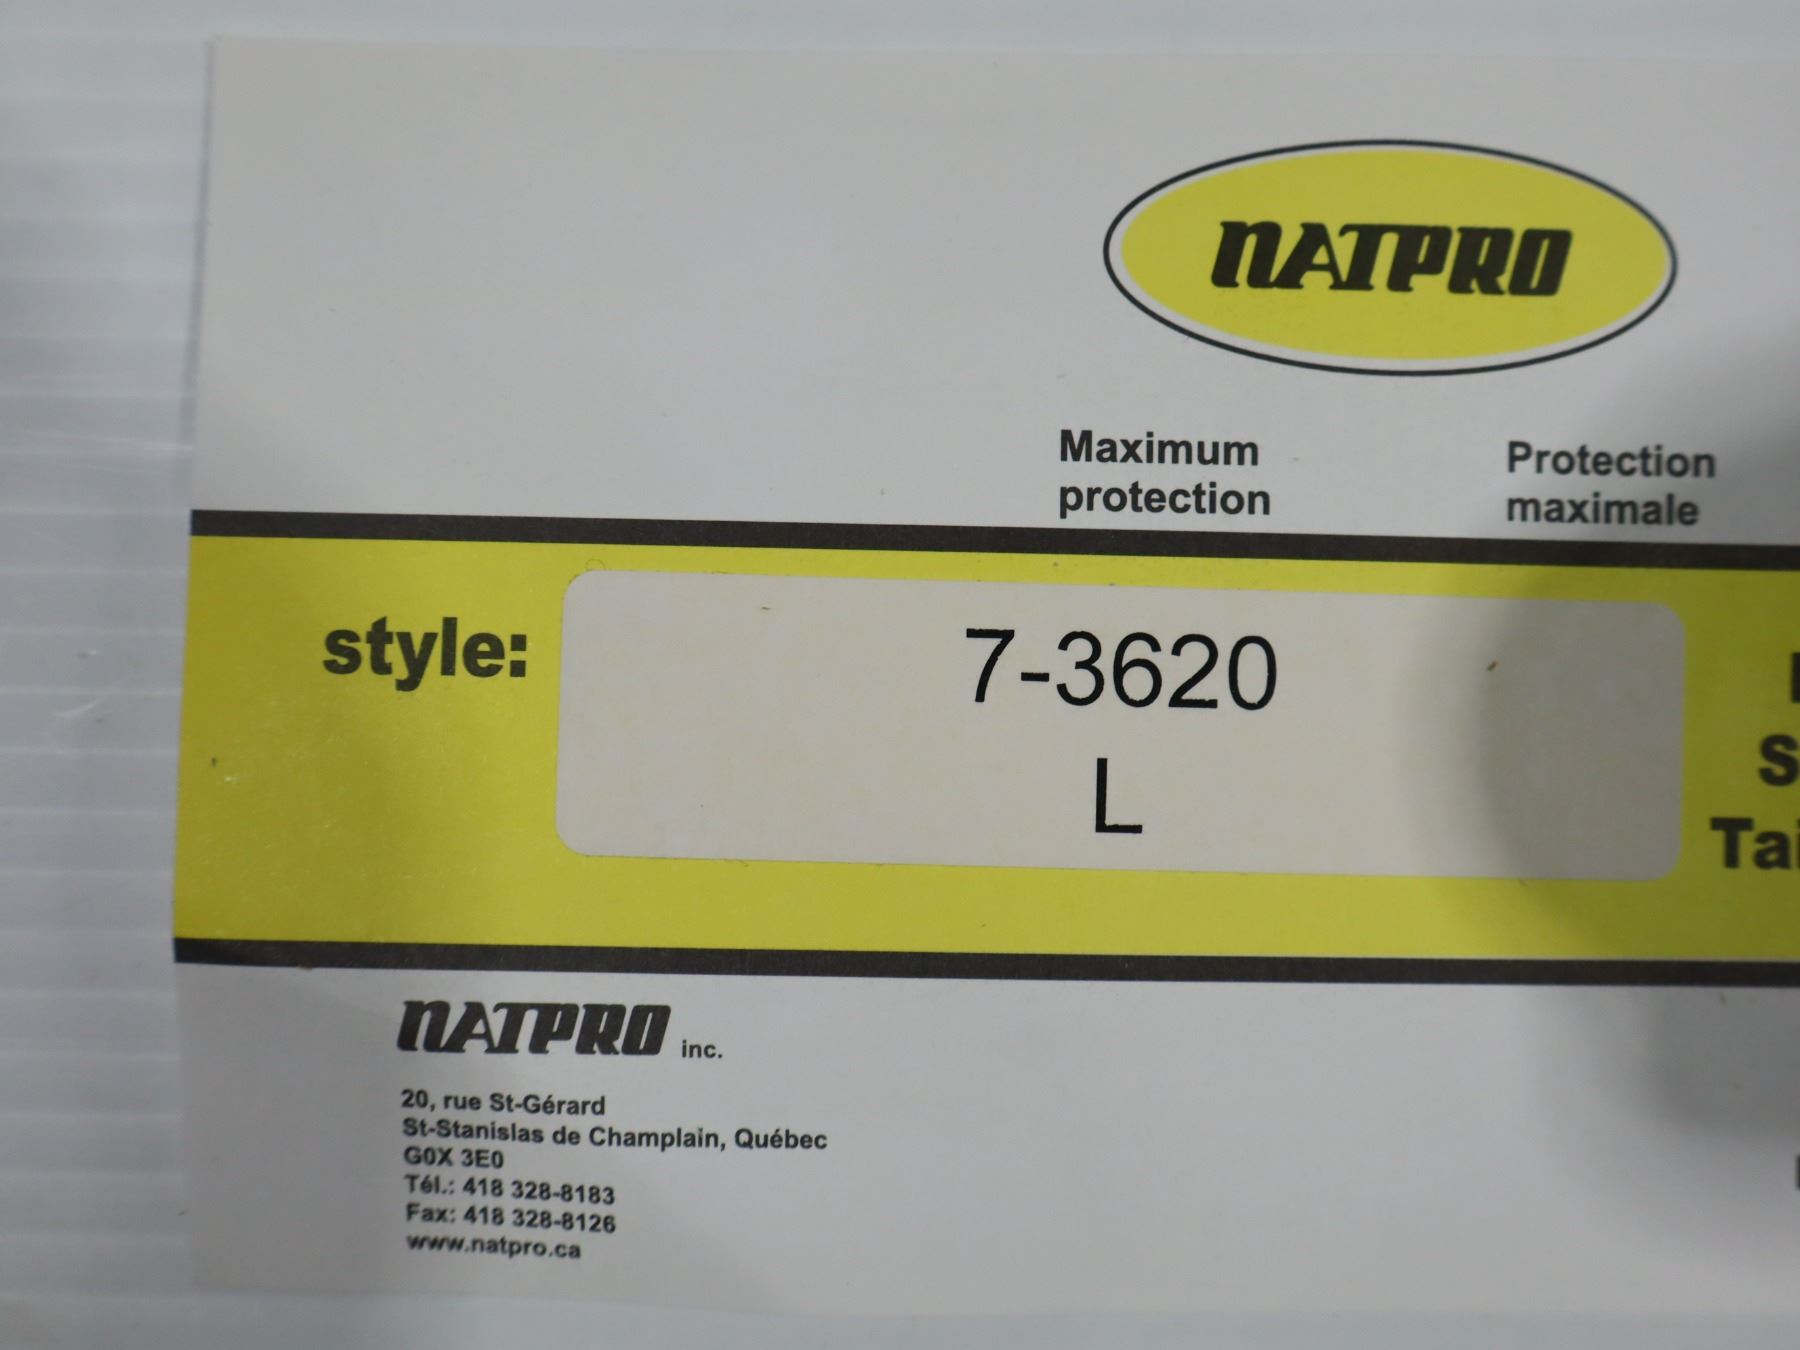 NATPRO
Maximum
protection
Protection
maximale
style:
7-3620
L
NATPRO inc.
20, rue St-Gérard
St-Stanislas de Champlain, Québec
G0X 3E0
Tél.: 418 328-8183
Fax: 418 328-8126
www.natpro.ca